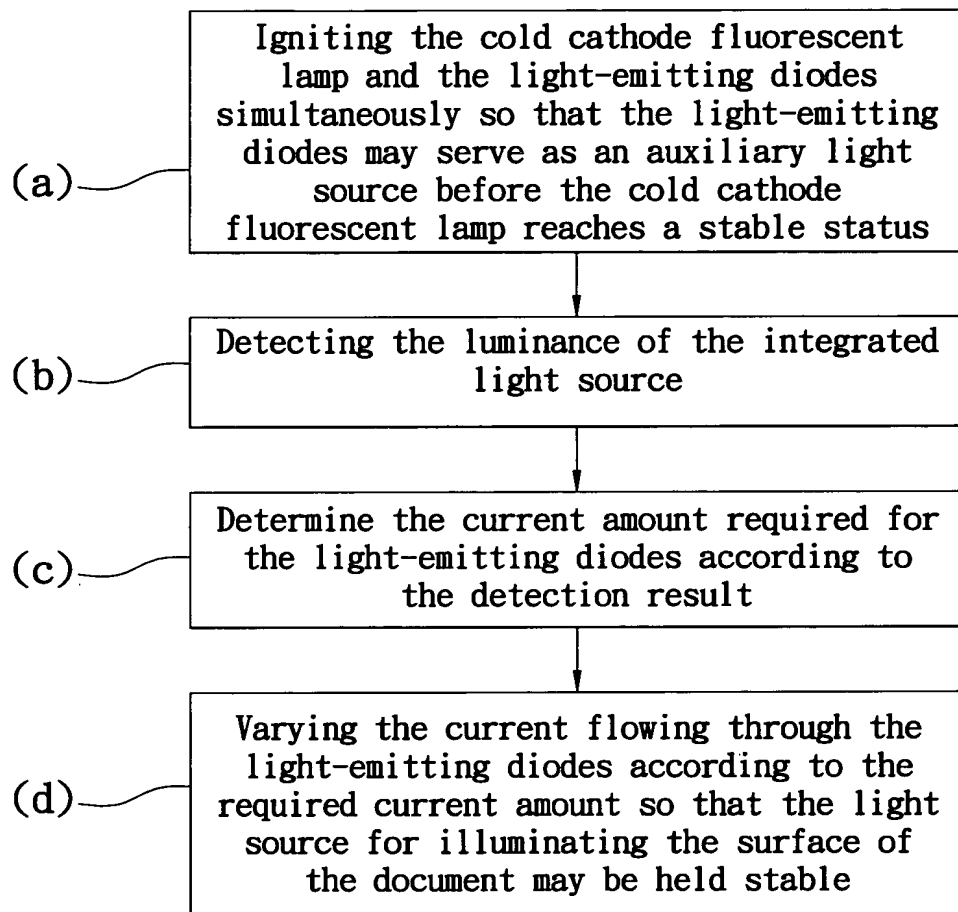 Igniting the cold cathode fluorescent
lamp and the light-emitting diodes
simultaneously so that the light-emitting
diodes may serve as an auxiliary light
source before the cold cathode
fluorescent lamp reaches a stable status
(a)
Detecting the luminance of the integrated
light source
(b)
Determine the current amount required for
the light-emitting diodes according to
the detection result
(c)
Varying the current flowing through the
light-emitting diodes according to the
required current amount so that the light
source for illuminating the surface of
the document may be held stable
(d)